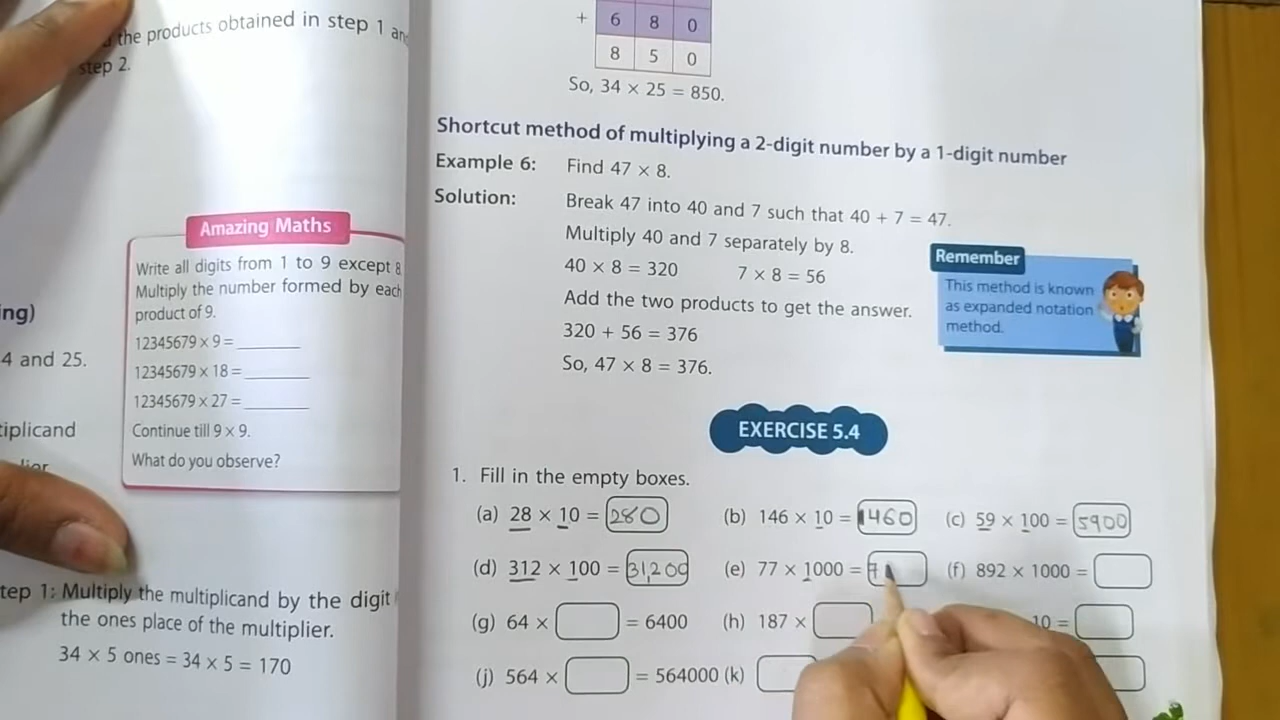 the products obtained in step 1 and
step 2.
ing)
4 and 25.
tiplicand
lier
Amazing Maths
Write all digits from 1 to 9 except 8
Multiply the number formed by each
product of 9.
12345679 × 9 = ______
12345679 × 18 = ______
12345679 × 27 = ______
Continue till 9 × 9.
What do you observe?
tep 1: Multiply the multiplicand by the digit
the ones place of the multiplier.
34 × 5 ones = 34 × 5 = 170
+ 6 8 0
8 5 0
So, 34 × 25 = 850.
Shortcut method of multiplying a 2-digit number by a 1-digit number
Example 6: Find 47 × 8.
Solution: Break 47 into 40 and 7 such that 40 + 7 = 47.
Multiply 40 and 7 separately by 8.
40 × 8 = 320 7 × 8 = 56
Add the two products to get the answer.
320 + 56 = 376
So, 47 × 8 = 376.
Remember
This method is known
as expanded notation
method.
EXERCISE 5.4
1. Fill in the empty boxes.
(a) 28 × 10 = 280 (b) 146 × 10 = 1460 (c) 59 × 100 = 5900
(d) 312 × 100 = 31,200 (e) 77 × 1000 = 7 (f) 892 × 1000 =
(g) 64 × = 6400 (h) 187 × 10 =
(j) 564 × = 564000 (k)